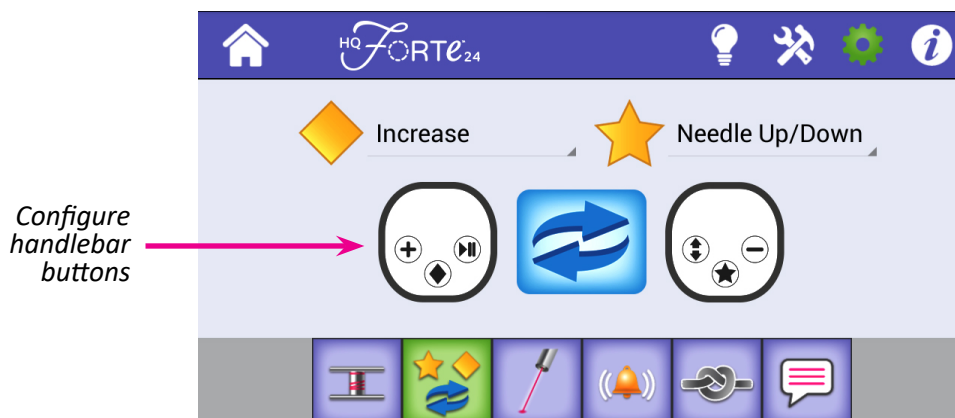 HQ Forte 24
Increase
Needle Up/Down
Configure
handlebar
buttons